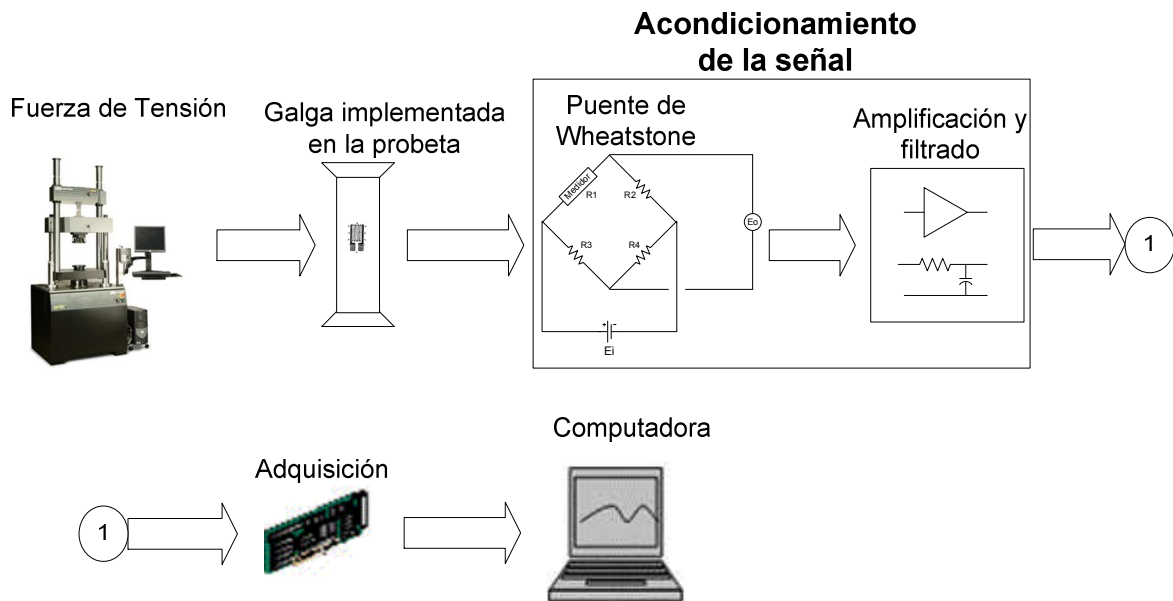 Acondicionamiento
de la señal
Fuerza de Tensión
Galga implementada
en la probeta
Puente de
Wheatstone
Medidor
R1
R2
R3
R4
Eo
+
-
Ei
Amplificación y
filtrado
1
1
Adquisición
Computadora